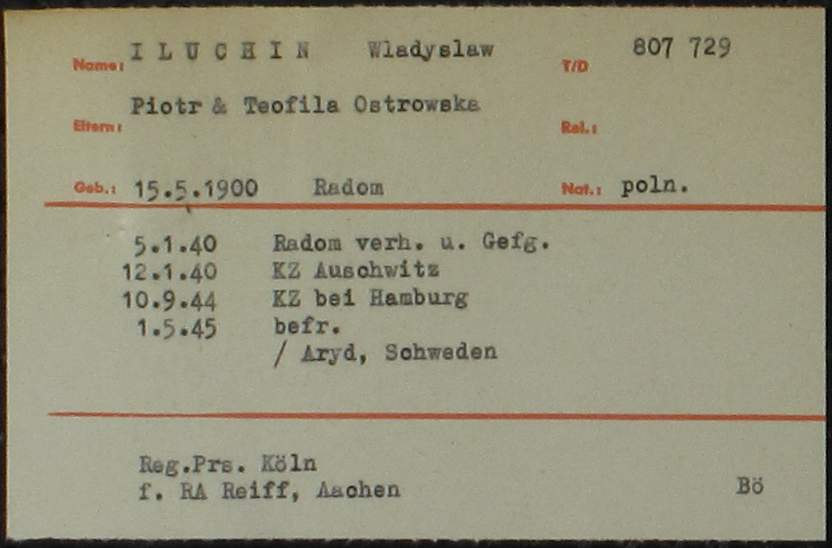 Name: I L U C H I N Wladyslaw T/D 807 729
Eltern: Piotr & Teofila Ostrowska Rel.:
Geb.: 15.5.1900 Radom Nat.: poln.
5.1.40 Radom verh. u. Gefg.
12.1.40 KZ Auschwitz
10.9.44 KZ bei Hamburg
1.5.45 befr.
/ Aryd, Schweden
Reg.Prs. Köln
f. RA Reiff, Aachen Bö